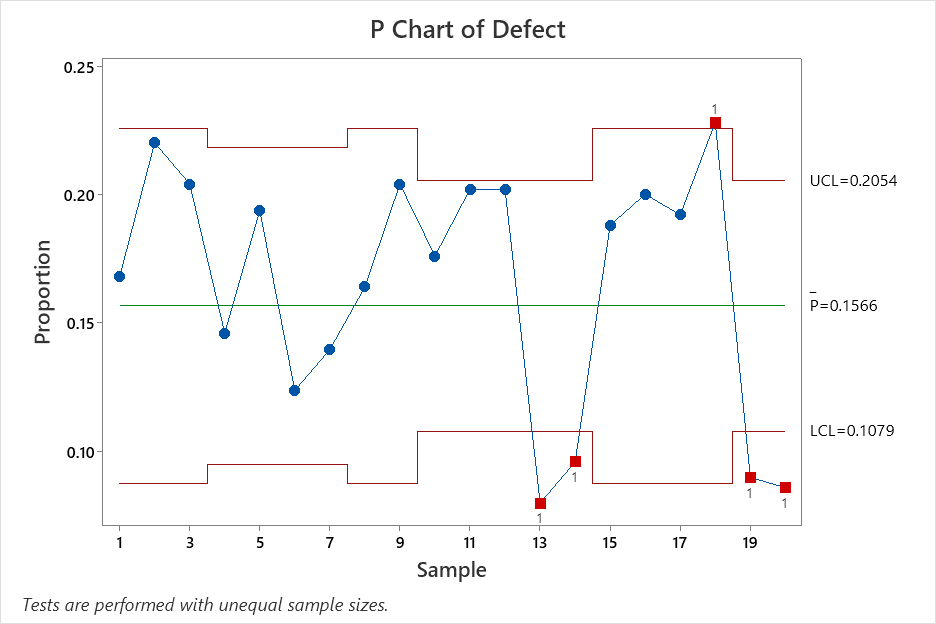 P Chart of Defect
0.25
0.20
0.15
0.10
Proportion
1
1
1
1
1
UCL=0.2054
_
P=0.1566
LCL=0.1079
1 3 5 7 9 11 13 15 17 19
Sample
Tests are performed with unequal sample sizes.